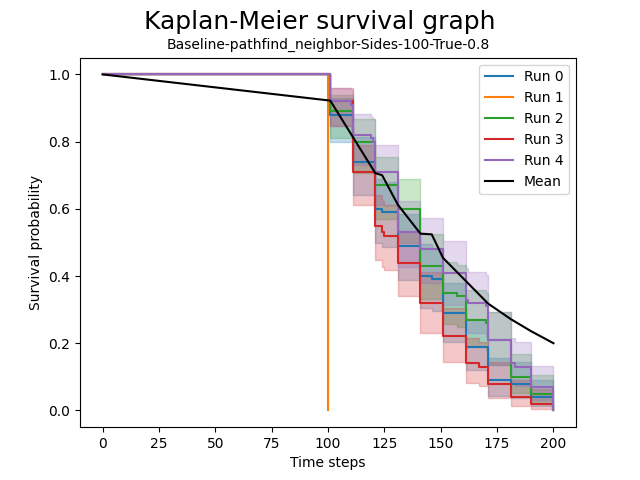 Kaplan-Meier survival graph
Baseline-pathfind_neighbor-Sides-100-True-0.8
Survival probability
1.0
0.8
0.6
0.4
0.2
0.0
Run 0
Run 1
Run 2
Run 3
Run 4
Mean
0 25 50 75 100 125 150 175 200
Time steps